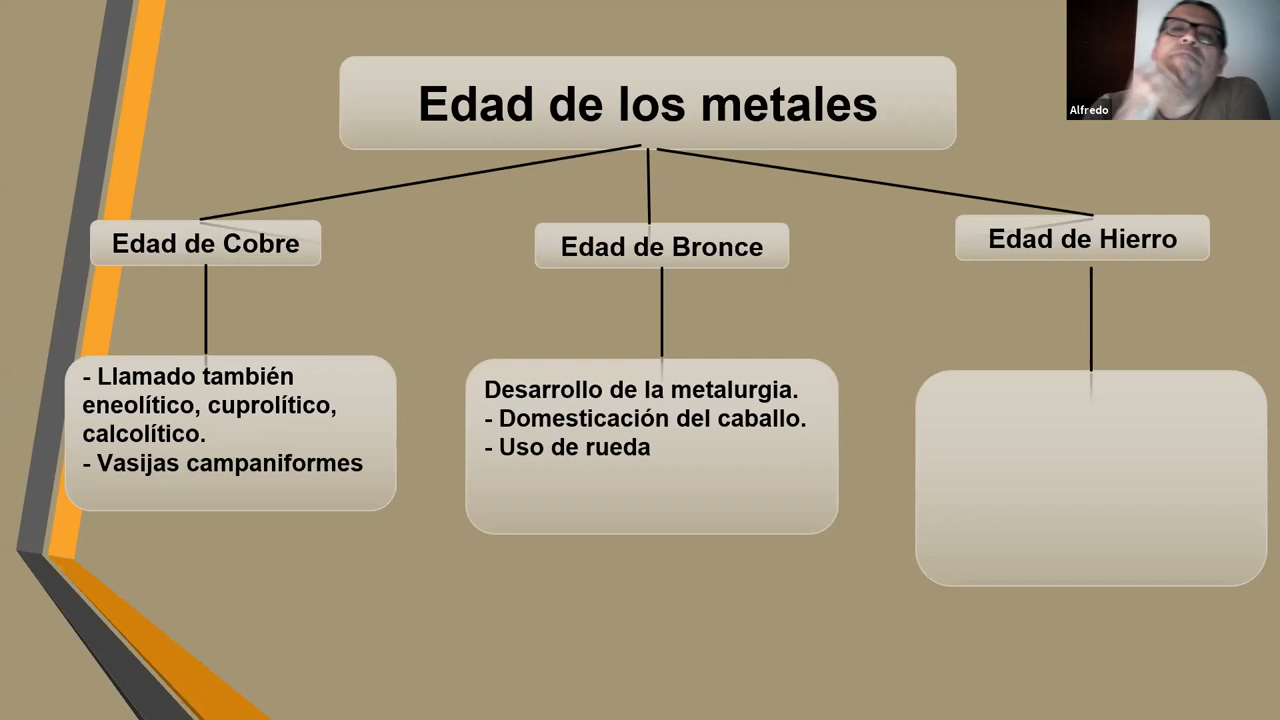 Edad de los metales
Alfredo
Edad de Cobre
Edad de Bronce
Edad de Hierro
- Llamado también
eneolítico, cuprolítico,
calcolítico.
- Vasijas campaniformes
Desarrollo de la metalurgia.
- Domesticación del caballo.
- Uso de rueda